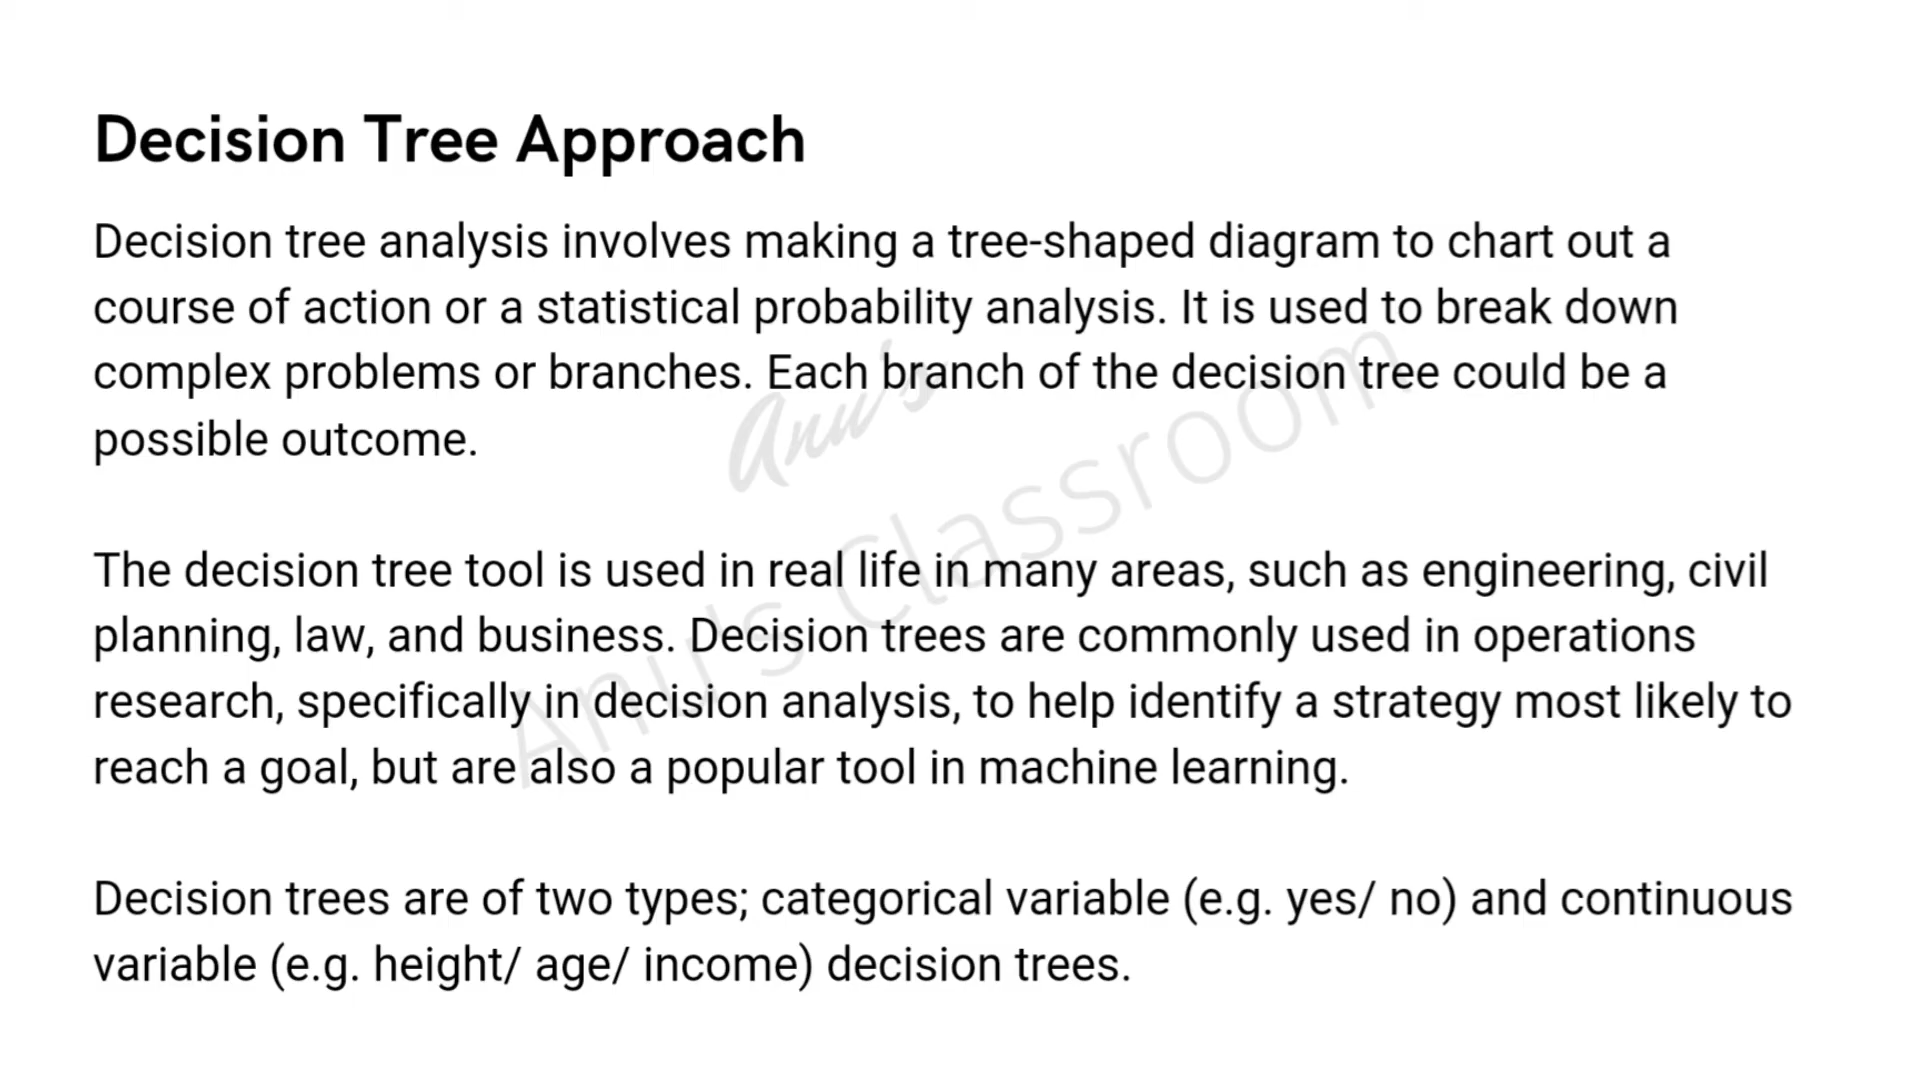 Decision Tree Approach
Decision tree analysis involves making a tree-shaped diagram to chart out a
course of action or a statistical probability analysis. It is used to break down
complex problems or branches. Each branch of the decision tree could be a
possible outcome.
The decision tree tool is used in real life in many areas, such as engineering, civil
planning, law, and business. Decision trees are commonly used in operations
research, specifically in decision analysis, to help identify a strategy most likely to
reach a goal, but are also a popular tool in machine learning.
Decision trees are of two types; categorical variable (e.g. yes/ no) and continuous
variable (e.g. height/ age/ income) decision trees.
Anu's
Anu's Classroom